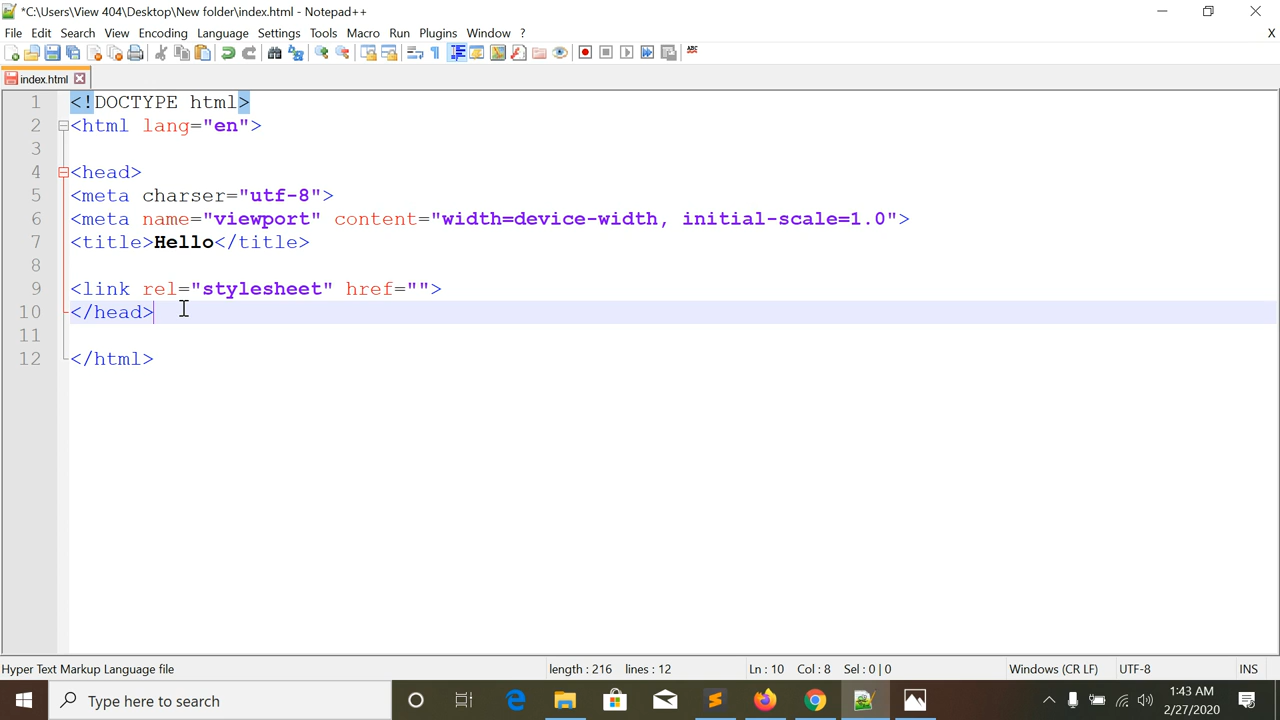 *C:\Users\View 404\Desktop\New folder\index.html - Notepad++
File Edit Search View Encoding Language Settings Tools Macro Run Plugins Window ? X
ABC
index.html
1 <!DOCTYPE html>
2 <html lang="en">
3
4 <head>
5 <meta charser="utf-8">
6 <meta name="viewport" content="width=device-width, initial-scale=1.0">
7 <title>Hello</title>
8
9 <link rel="stylesheet" href="">
10 </head>
11
12 </html>
Hyper Text Markup Language file length : 216 lines : 12 Ln : 10 Col : 8 Sel : 0 | 0 Windows (CR LF) UTF-8 INS
Type here to search
1:43 AM
2/27/2020